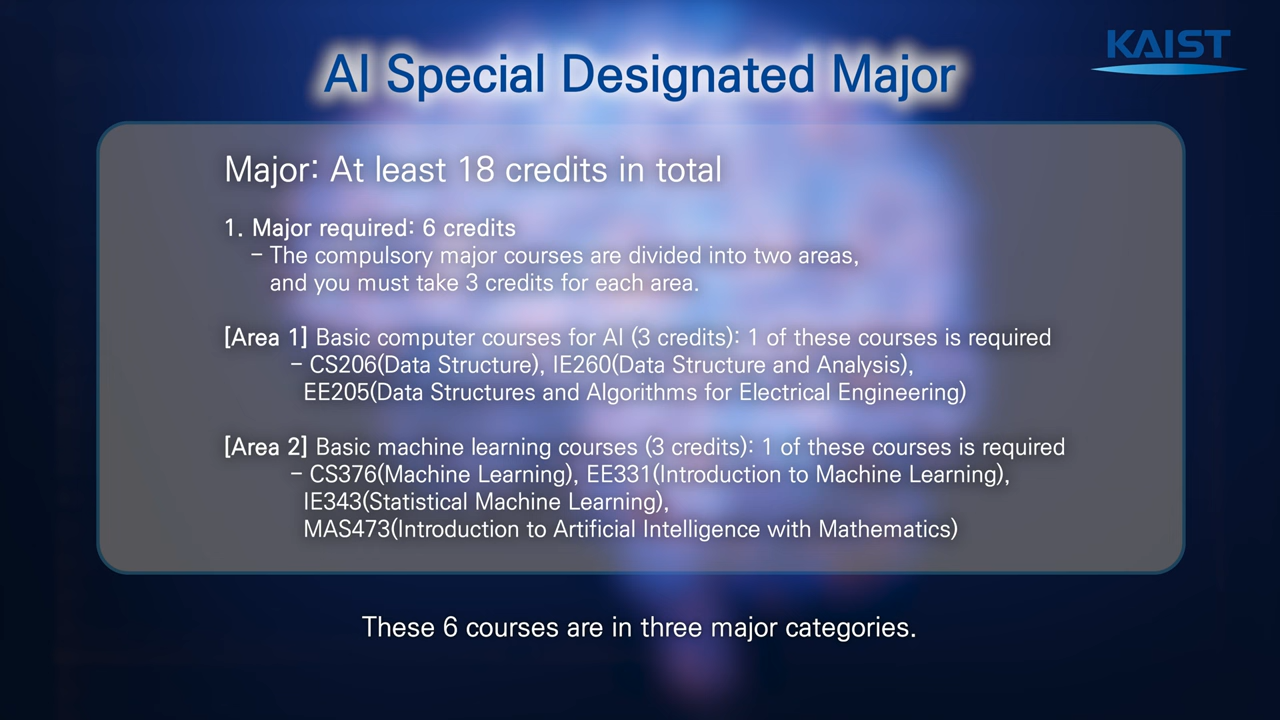 KAIST
AI Special Designated Major
Major: At least 18 credits in total
1. Major required: 6 credits
- The compulsory major courses are divided into two areas,
and you must take 3 credits for each area.
[Area 1] Basic computer courses for AI (3 credits): 1 of these courses is required
- CS206(Data Structure), IE260(Data Structure and Analysis),
EE205(Data Structures and Algorithms for Electrical Engineering)
[Area 2] Basic machine learning courses (3 credits): 1 of these courses is required
- CS376(Machine Learning), EE331(Introduction to Machine Learning),
IE343(Statistical Machine Learning),
MAS473(Introduction to Artificial Intelligence with Mathematics)
These 6 courses are in three major categories.